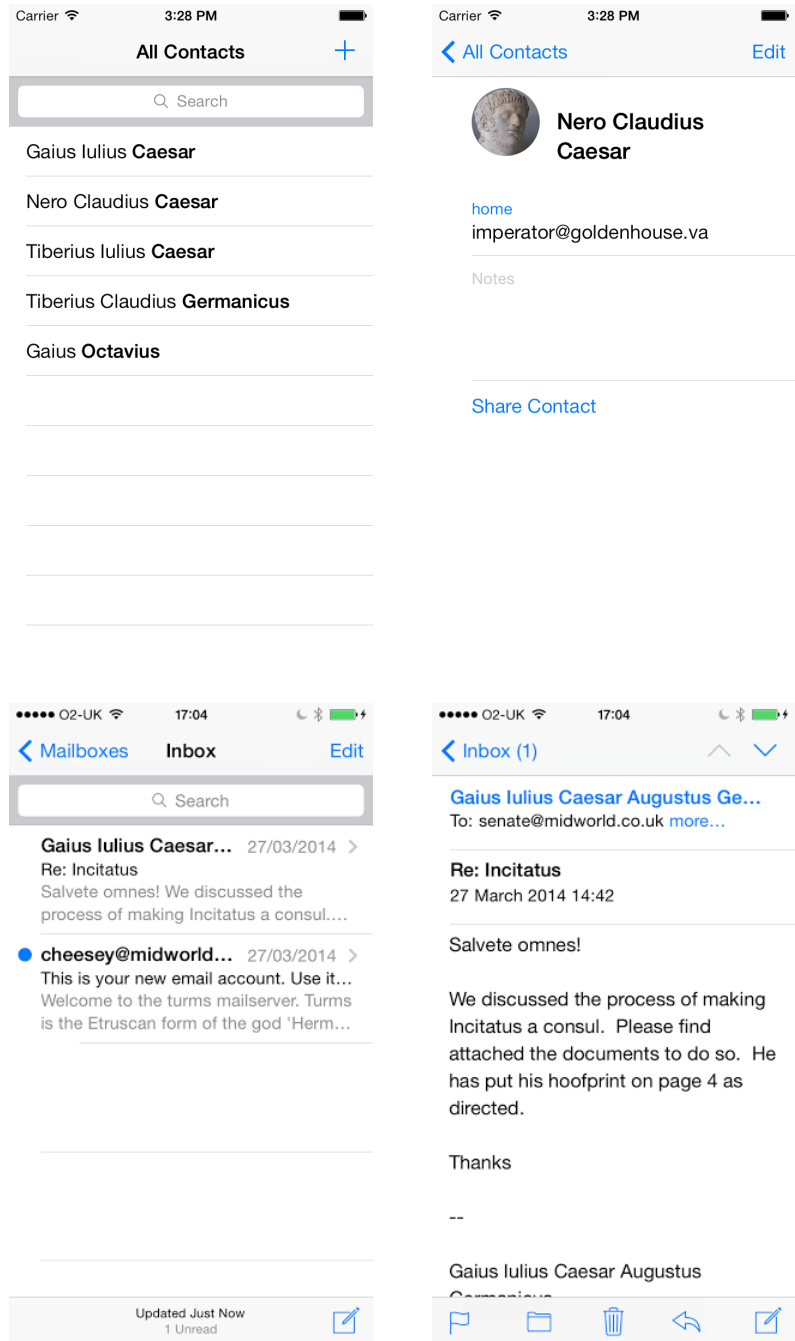 Carrier 3:28 PM
All Contacts
Search
Gaius Iulius Caesar
Nero Claudius Caesar
Tiberius Iulius Caesar
Tiberius Claudius Germanicus
Gaius Octavius
Carrier 3:28 PM
All Contacts Edit
Nero Claudius
Caesar
home
imperator@goldenhouse.va
Notes
Share Contact
O2-UK 17:04
Mailboxes Inbox Edit
Search
Gaius Iulius Caesar... 27/03/2014
Re: Incitatus
Salvete omnes! We discussed the
process of making Incitatus a consul....
cheesey@midworld... 27/03/2014
This is your new email account. Use it...
Welcome to the turms mailserver. Turms
is the Etruscan form of the god 'Herm...
Updated Just Now
1 Unread
O2-UK 17:04
Inbox (1)
Gaius Iulius Caesar Augustus Ge...
To: senate@midworld.co.uk more...
Re: Incitatus
27 March 2014 14:42
Salvete omnes!
We discussed the process of making
Incitatus a consul.  Please find
attached the documents to do so.  He
has put his hoofprint on page 4 as
directed.
Thanks
--
Gaius Iulius Caesar Augustus